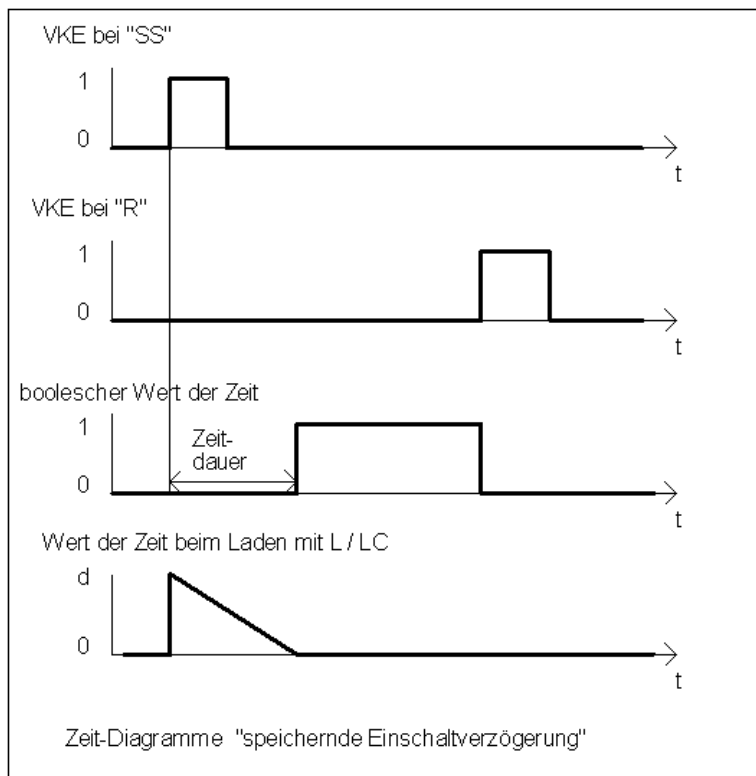 VKE bei "SS"
1
0
t
VKE bei "R"
1
0
t
boolescher Wert der Zeit
1
Zeit-
dauer
0
t
Wert der Zeit beim Laden mit L / LC
d
0
t
Zeit-Diagramme "speichernde Einschaltverzögerung"